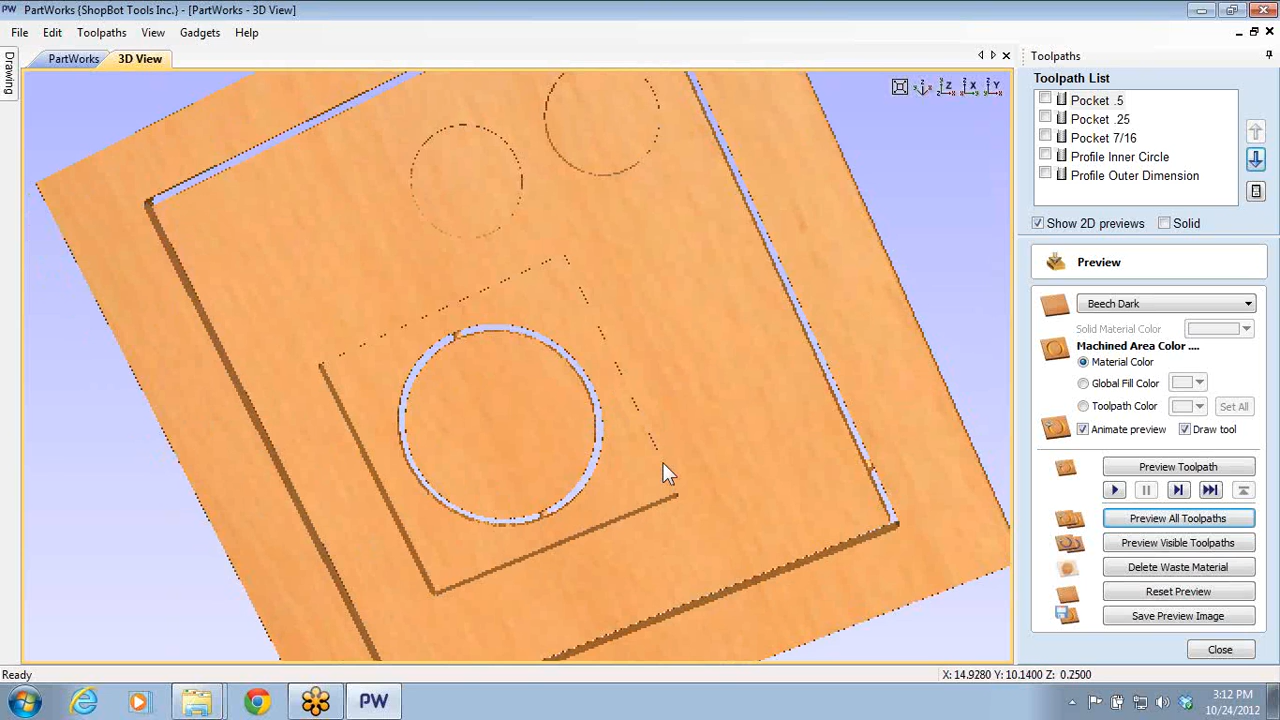 PartWorks {ShopBot Tools Inc.} - [PartWorks - 3D View]
File Edit Toolpaths View Gadgets Help
Drawing
PartWorks 3D View
Z X Y
Toolpaths
Toolpath List
Pocket .5
Pocket .25
Pocket 7/16
Profile Inner Circle
Profile Outer Dimension
Show 2D previews Solid
Preview
Beech Dark
Solid Material Color
Machined Area Color ....
Material Color
Global Fill Color
Toolpath Color Set All
Animate preview Draw tool
Preview Toolpath
Preview All Toolpaths
Preview Visible Toolpaths
Delete Waste Material
Reset Preview
Save Preview Image
Close
Ready X: 14.9280 Y: 10.1400 Z: 0.2500
PW
3:12 PM
10/24/2012